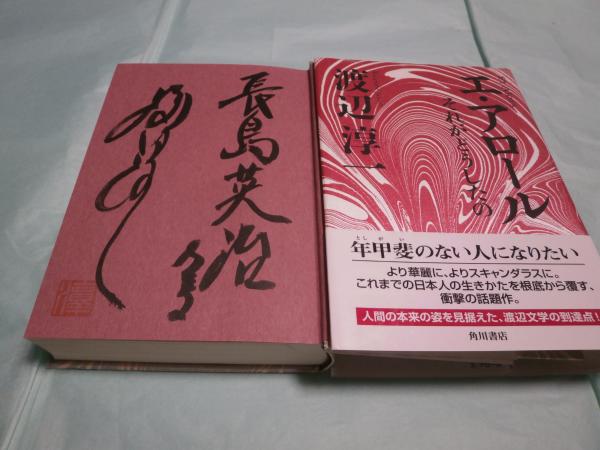 長島英治
渡辺淳一
エ・アロール
それがどうしたの
としがい
年甲斐のない人になりたい
より華麗に、よりスキャンダラスに。
これまでの日本人の生きかたを根底から覆す、
衝撃の話題作。
人間の本来の姿を見据えた、渡辺文学の到達点!
角川書店